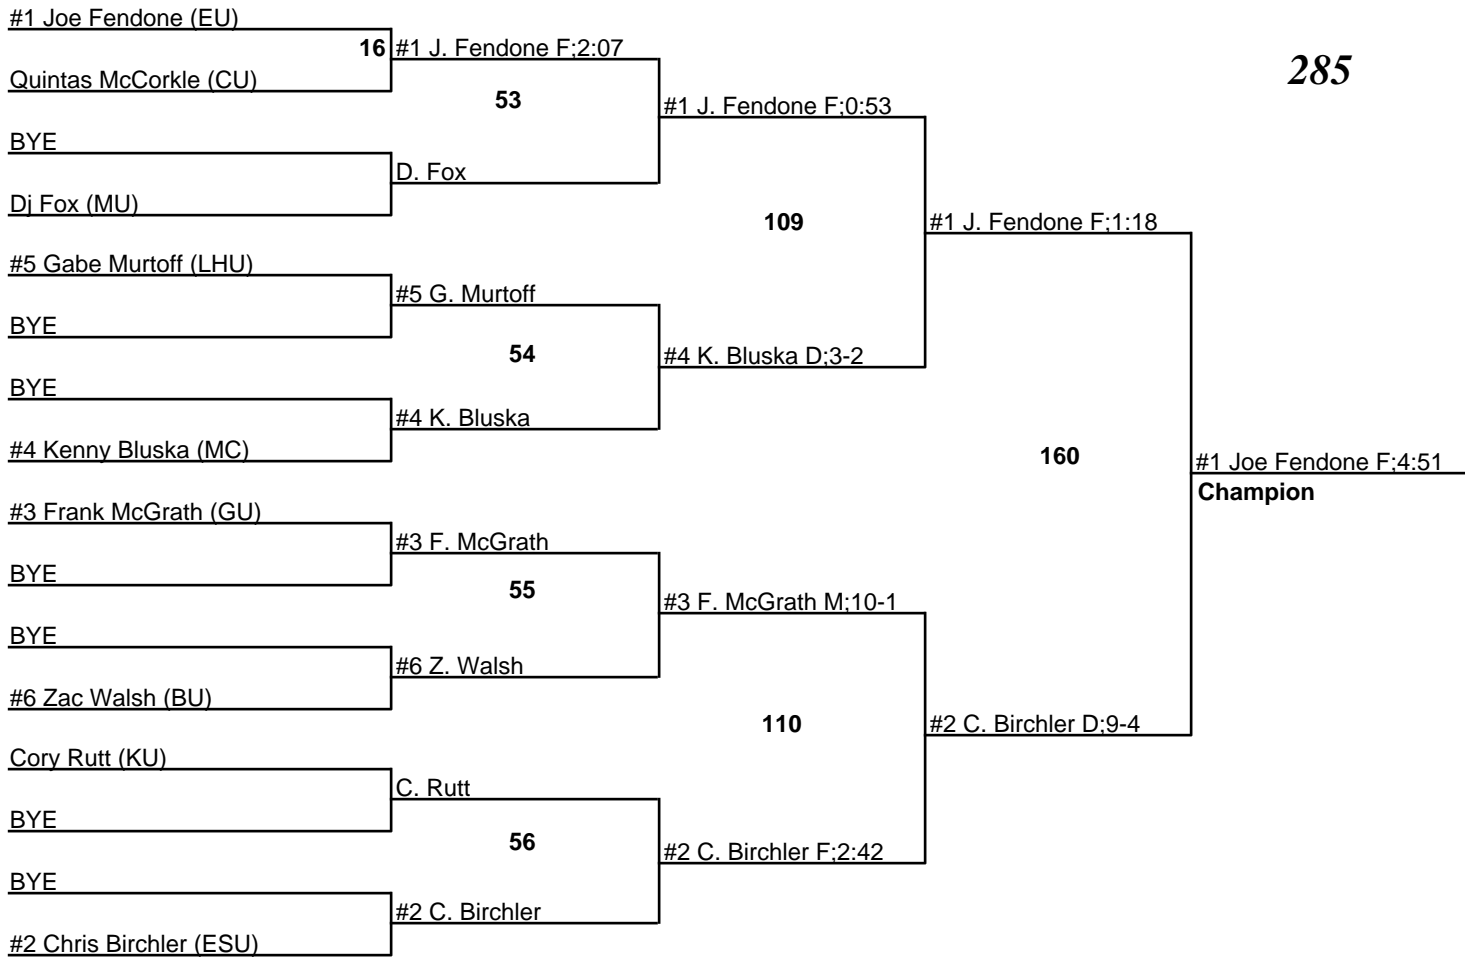 #1 Joe Fendone (EU)
16 #1 J. Fendone F;2:07
285
Quintas McCorkle (CU)
53
#1 J. Fendone F;0:53
BYE
D. Fox
Dj Fox (MU)
109
#1 J. Fendone F;1:18
#5 Gabe Murtoff (LHU)
#5 G. Murtoff
BYE
54
#4 K. Bluska D;3-2
BYE
#4 K. Bluska
#4 Kenny Bluska (MC)
160
#1 Joe Fendone F;4:51
Champion
#3 Frank McGrath (GU)
#3 F. McGrath
BYE
55
#3 F. McGrath M;10-1
BYE
#6 Z. Walsh
#6 Zac Walsh (BU)
110
#2 C. Birchler D;9-4
Cory Rutt (KU)
C. Rutt
BYE
56
#2 C. Birchler F;2:42
BYE
#2 C. Birchler
#2 Chris Birchler (ESU)